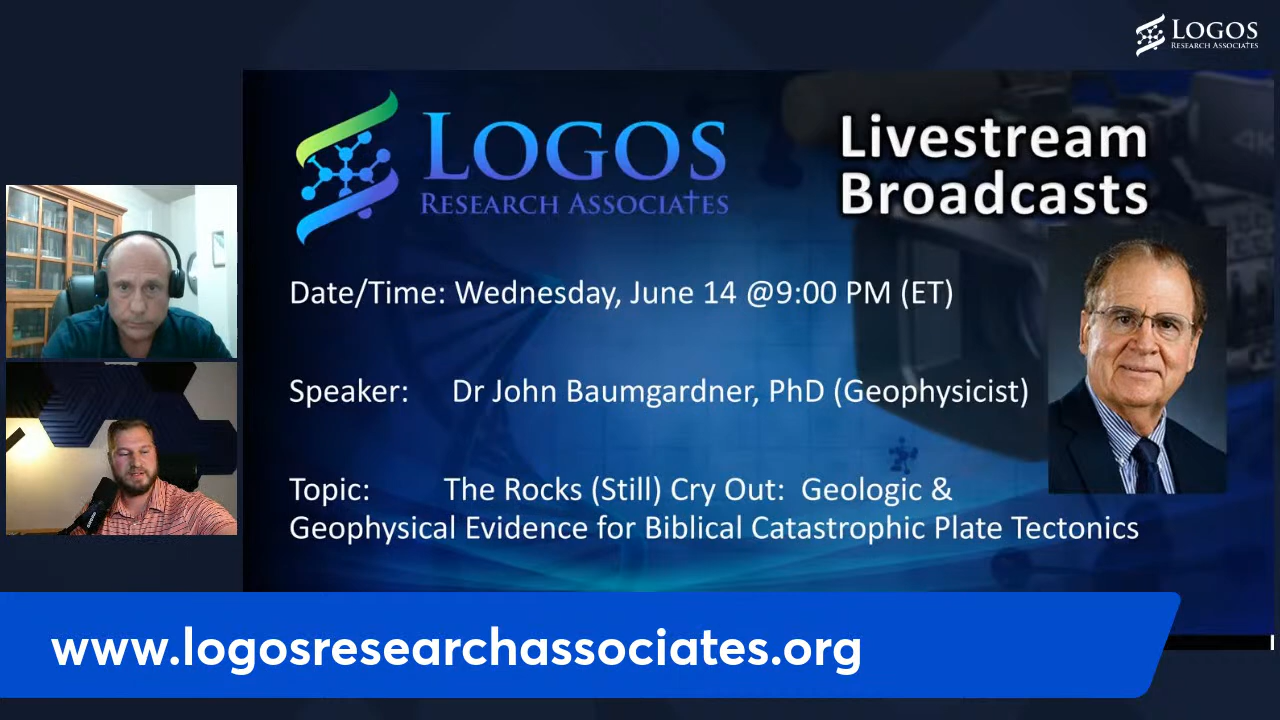 LOGOS
RESEARCH ASSOCIATES
LOGOS
RESEARCH ASSOCIATES
Livestream
Broadcasts
Date/Time: Wednesday, June 14 @9:00 PM (ET)
Speaker: Dr John Baumgardner, PhD (Geophysicist)
Topic: The Rocks (Still) Cry Out: Geologic &
Geophysical Evidence for Biblical Catastrophic Plate Tectonics
www.logosresearchassociates.org